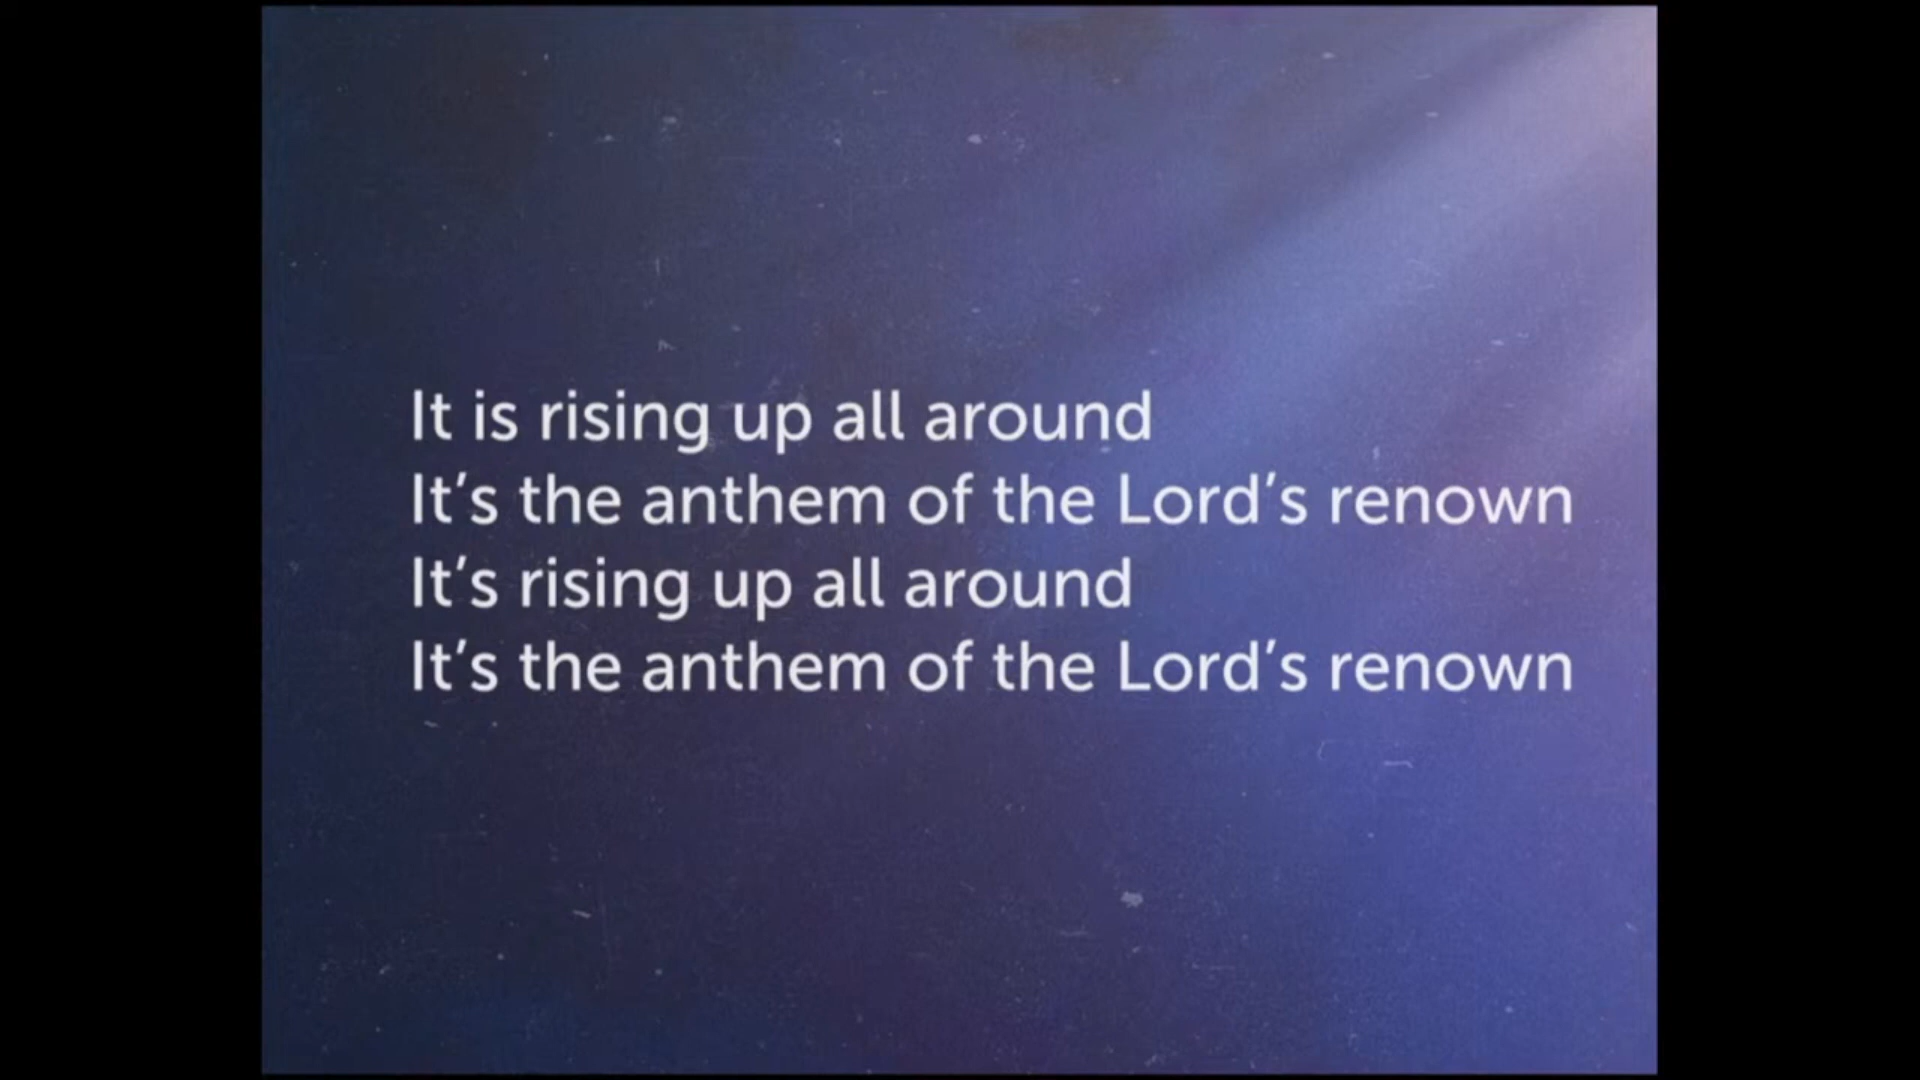 It is rising up all around
It’s the anthem of the Lord’s renown
It’s rising up all around
It’s the anthem of the Lord’s renown